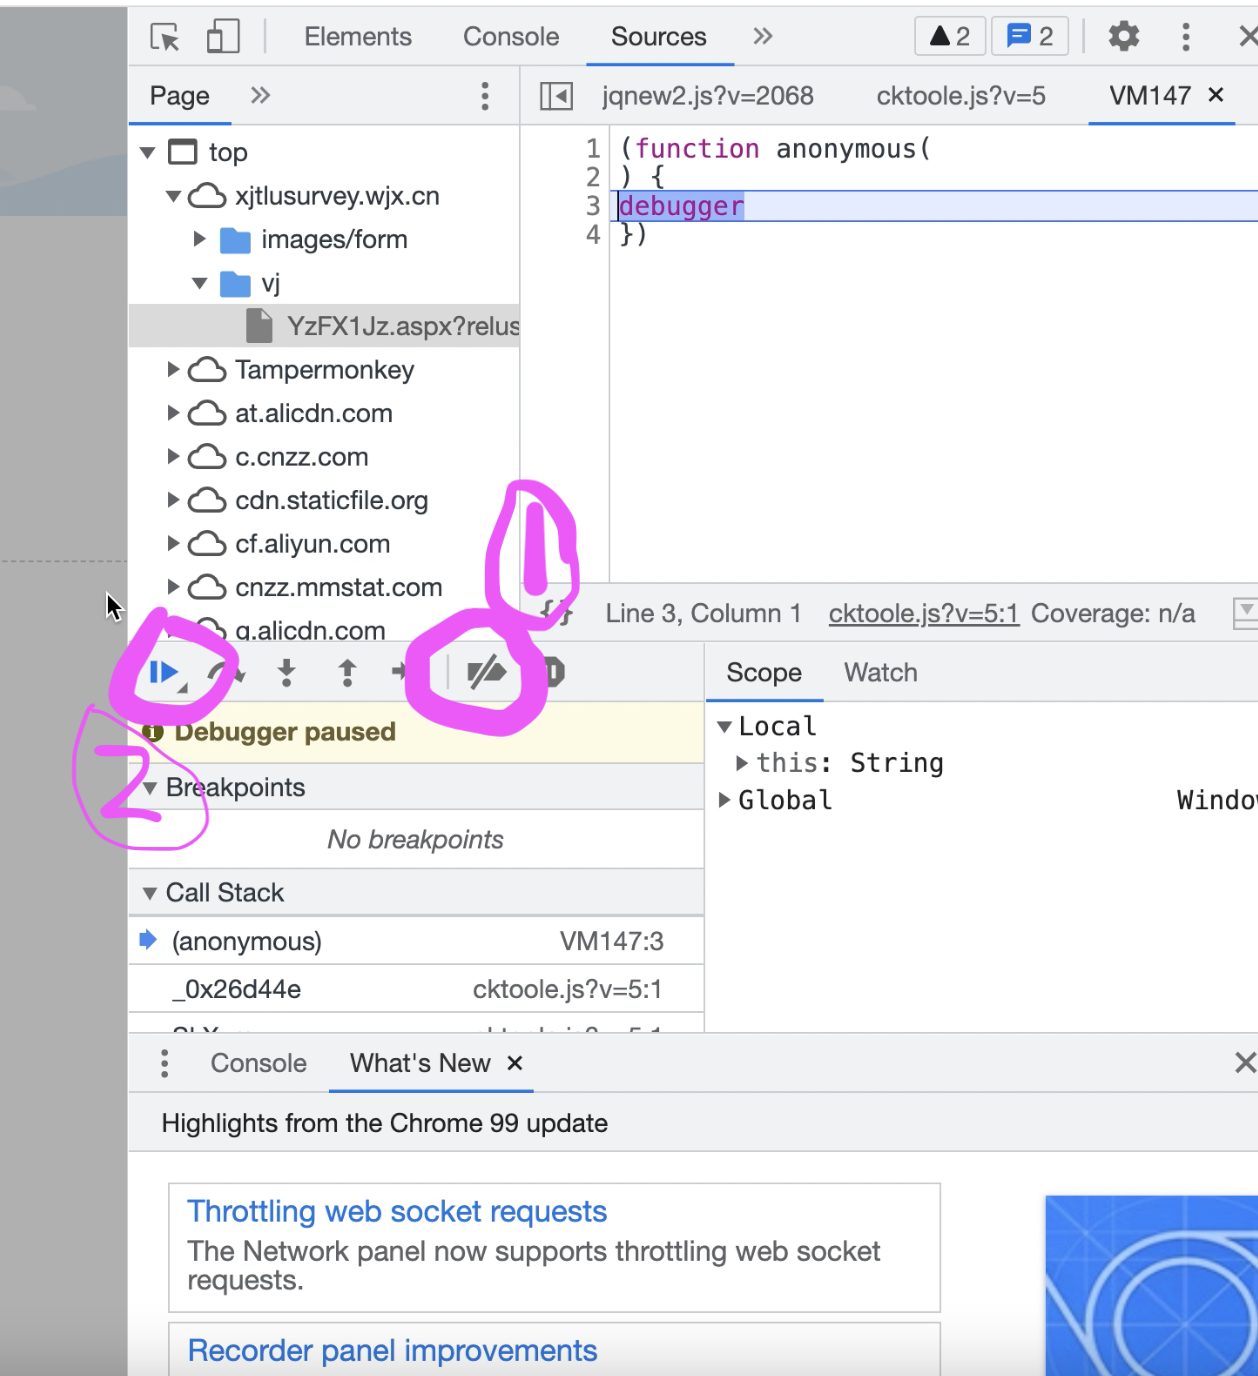 Elements Console Sources 2 2
Page jqnew2.js?v=2068 cktoole.js?v=5 VM147
top
xjtlusurvey.wjx.cn
images/form
vj
YzFX1Jz.aspx?relus
Tampermonkey
at.alicdn.com
c.cnzz.com
cdn.staticfile.org
cf.aliyun.com
cnzz.mmstat.com
g.alicdn.com
1 (function anonymous(
2 ) {
3 debugger
4 })
1
{} Line 3, Column 1 cktoole.js?v=5:1 Coverage: n/a
2
Debugger paused
Breakpoints
No breakpoints
Call Stack
(anonymous) VM147:3
_0x26d44e cktoole.js?v=5:1
Scope Watch
Local
this: String
Global Windo
Console What's New
Highlights from the Chrome 99 update
Throttling web socket requests
The Network panel now supports throttling web socket
requests.
Recorder panel improvements